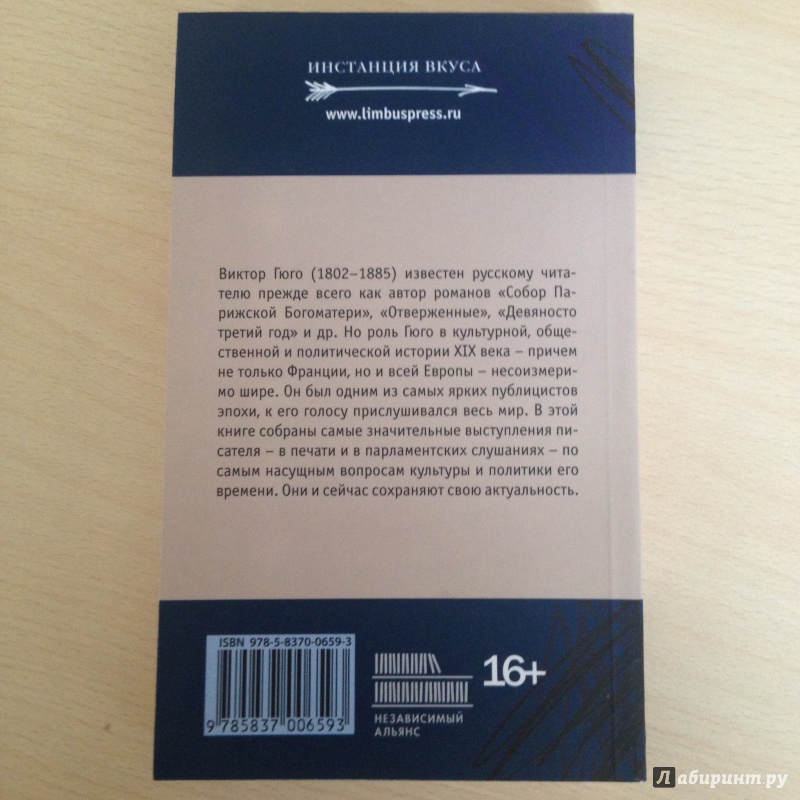 ИНСТАНЦИЯ ВКУСА
www.limbuspress.ru
Виктор Гюго (1802–1885) известен русскому чита-
телю прежде всего как автор романов «Собор Па-
рижской Богоматери», «Отверженные», «Девяносто
третий год» и др. Но роль Гюго в культурной, обще-
ственной и политической истории XIX века – причем
не только Франции, но и всей Европы – несоизмери-
мо шире. Он был одним из самых ярких публицистов
эпохи, к его голосу прислушивался весь мир. В этой
книге собраны самые значительные выступления пи-
сателя – в печати и в парламентских слушаниях – по
самым насущным вопросам культуры и политики его
времени. Они и сейчас сохраняют свою актуальность.
ISBN 978-5-8370-0659-3
9 785837 006593
НЕЗАВИСИМЫЙ
АЛЬЯНС
16+
Лабиринт.ру